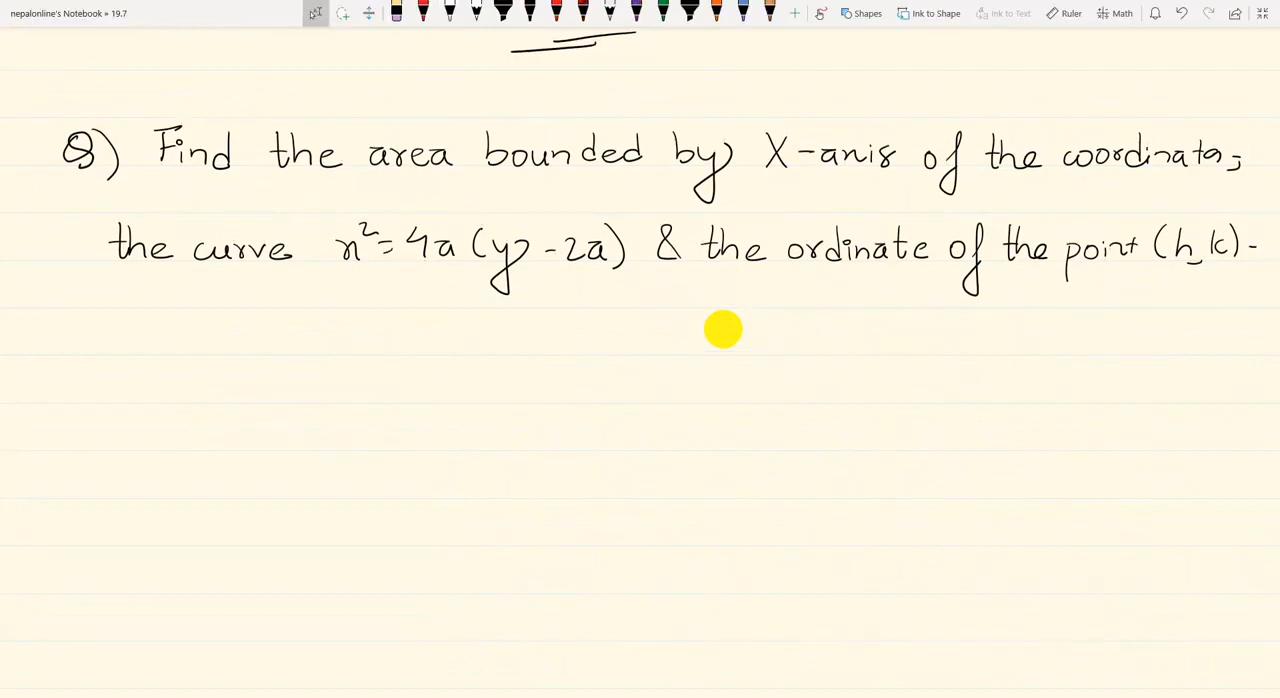 nepalonline's Notebook » 19.7 Shapes Ink to Shape Ink to Text Ruler Math
Q) Find the area bounded by X-axis of the coordinates,
the curve x²= 4a (y - 2a) & the ordinate of the point (h, k) -